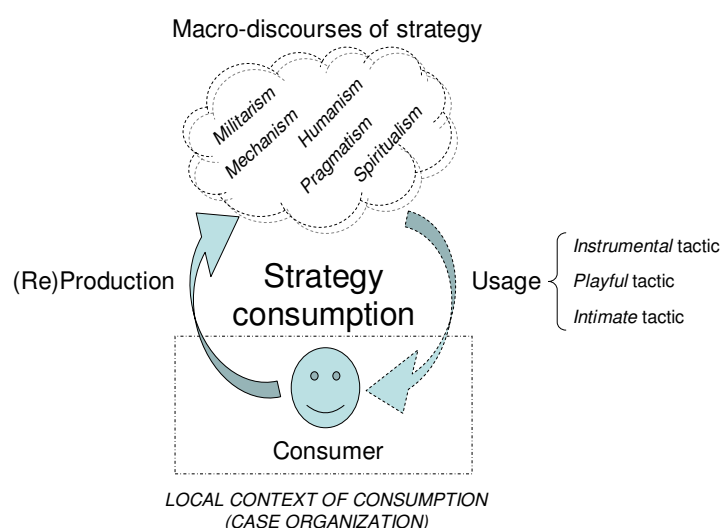 Macro-discourses of strategy
Militarism
Mechanism
Humanism
Pragmatism
Spiritualism
(Re)Production
Strategy
consumption
Usage
Instrumental tactic
Playful tactic
Intimate tactic
Consumer
LOCAL CONTEXT OF CONSUMPTION
(CASE ORGANIZATION)